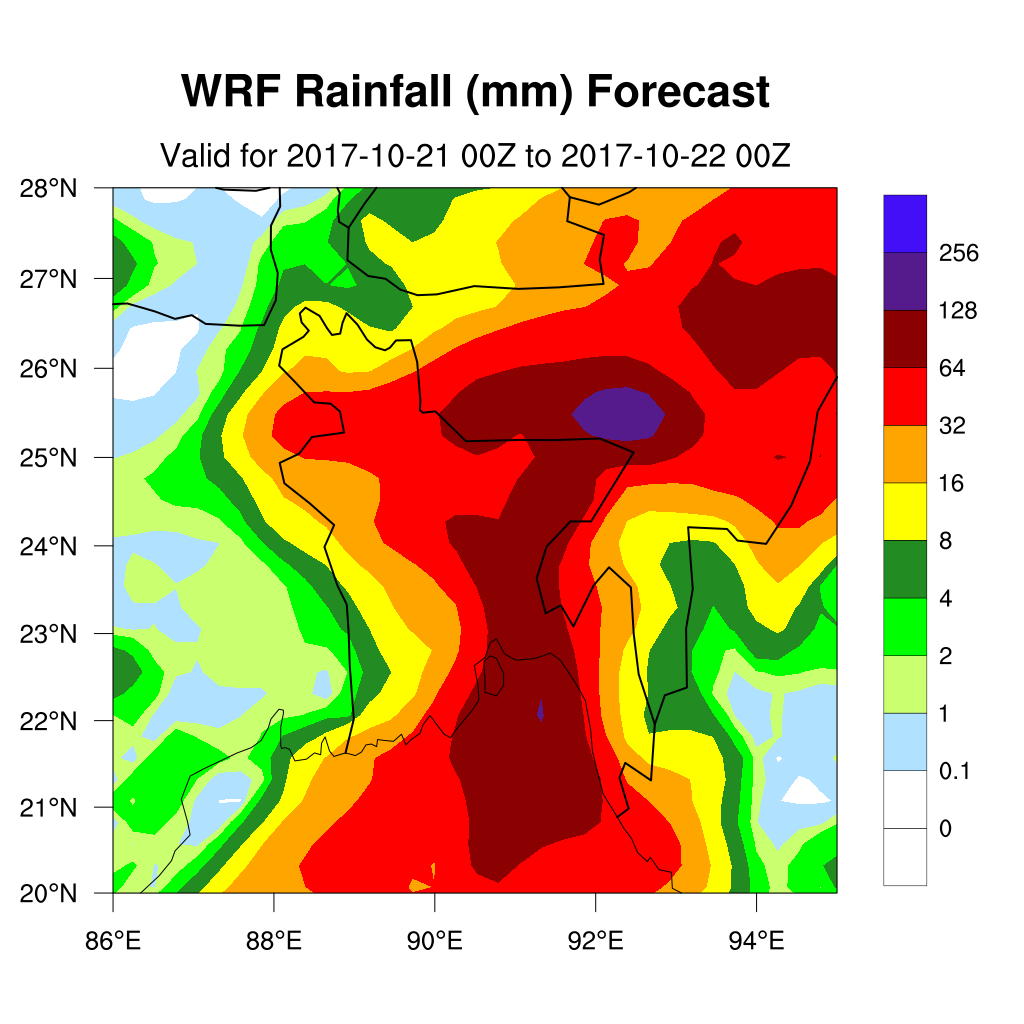 WRF Rainfall (mm) Forecast
Valid for 2017-10-21 00Z to 2017-10-22 00Z
28°N
27°N
26°N
25°N
24°N
23°N
22°N
21°N
20°N
86°E
88°E
90°E
92°E
94°E
256
128
64
32
16
8
4
2
1
0.1
0